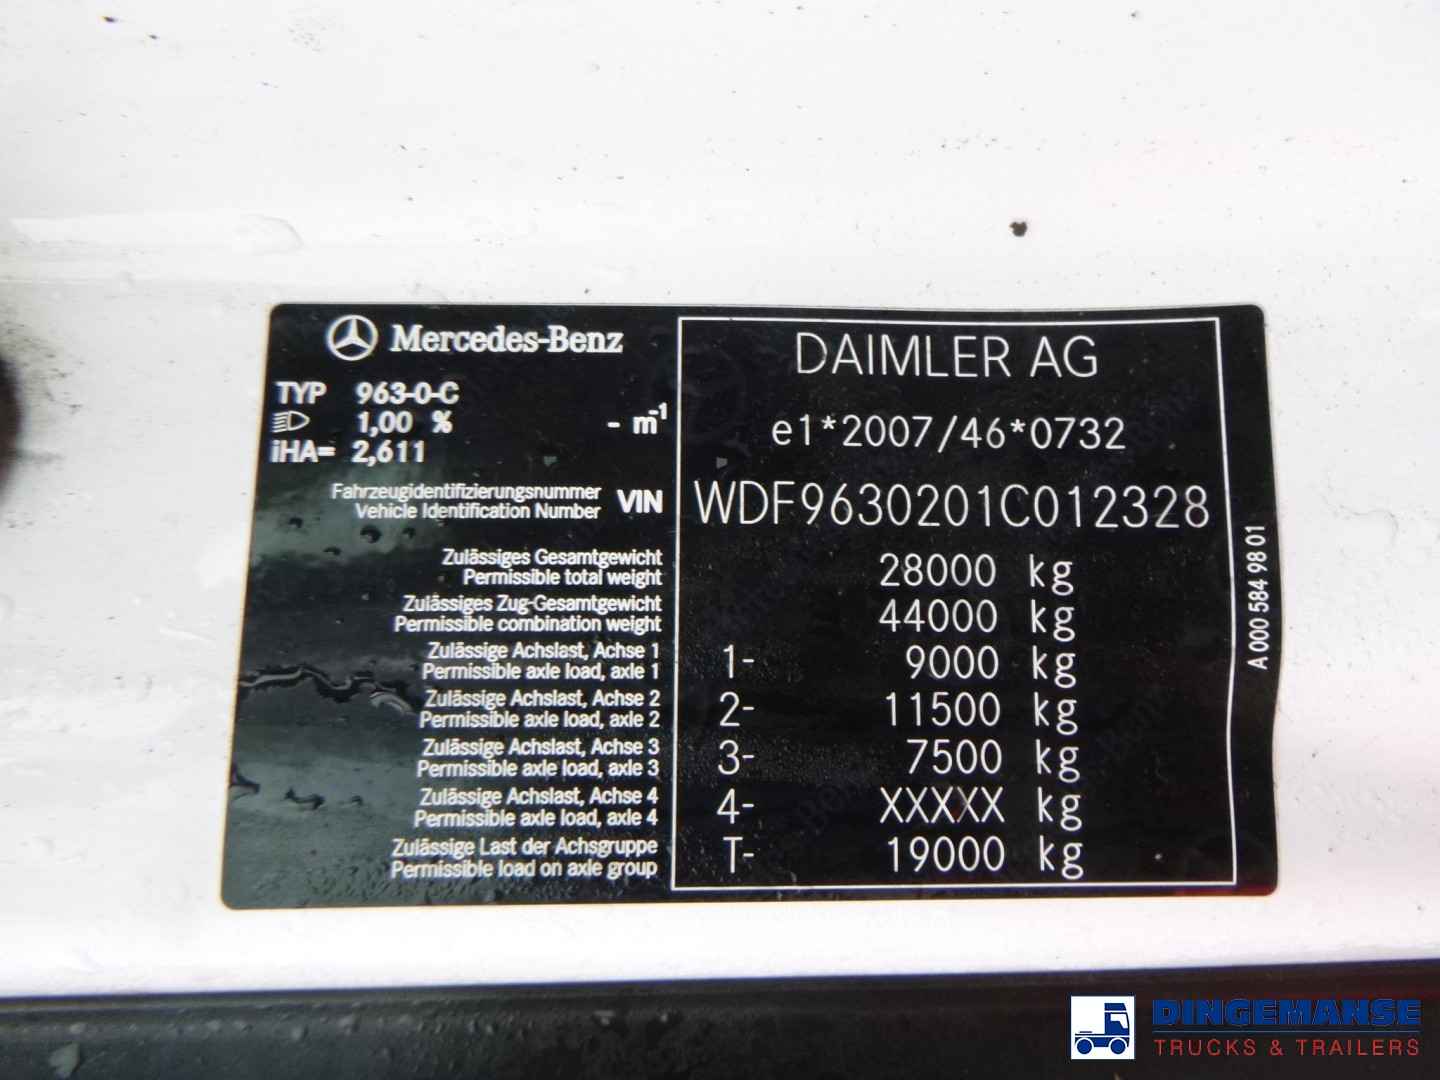 Mercedes-Benz
TYP 963-0-C
1,00 % - m-1
iHA= 2,611
Fahrzeugidentifizierungsnummer
Vehicle Identification Number VIN
Zulässiges Gesamtgewicht
Permissible total weight
Zulässiges Zug-Gesamtgewicht
Permissible combination weight
Zulässige Achslast, Achse 1
Permissible axle load, axle 1
Zulässige Achslast, Achse 2
Permissible axle load, axle 2
Zulässige Achslast, Achse 3
Permissible axle load, axle 3
Zulässige Achslast, Achse 4
Permissible axle load, axle 4
Zulässige Last der Achsgruppe
Permissible load on axle group
DAIMLER AG
e1*2007/46*0732
WDF9630201C012328
28000 kg
44000 kg
1- 9000 kg
2- 11500 kg
3- 7500 kg
4- XXXXX kg
T- 19000 kg
A 000 584 98 01
DINGEMANSE
TRUCKS & TRAILERS